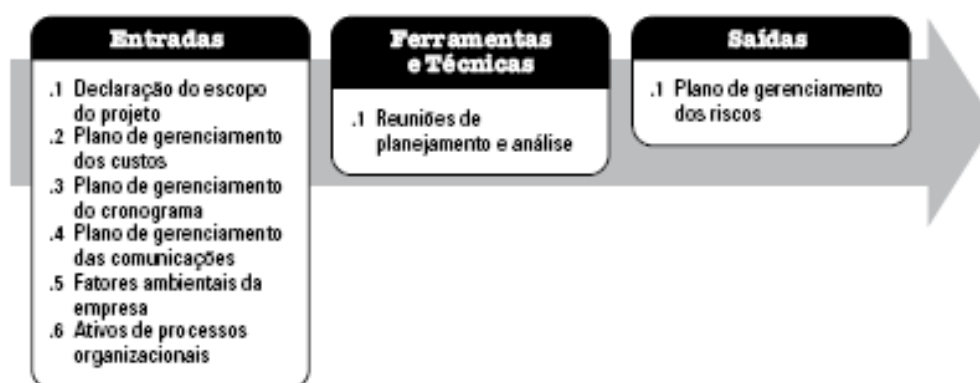 Entradas
.1 Declaração do escopo
do projeto
.2 Plano de gerenciamento
dos custos
.3 Plano de gerenciamento
do cronograma
.4 Plano de gerenciamento
das comunicações
.5 Fatores ambientais da
empresa
.6 Ativos de processos
organizacionais
Ferramentas
e Técnicas
.1 Reuniões de
planejamento e análise
Saídas
.1 Plano de gerenciamento
dos riscos